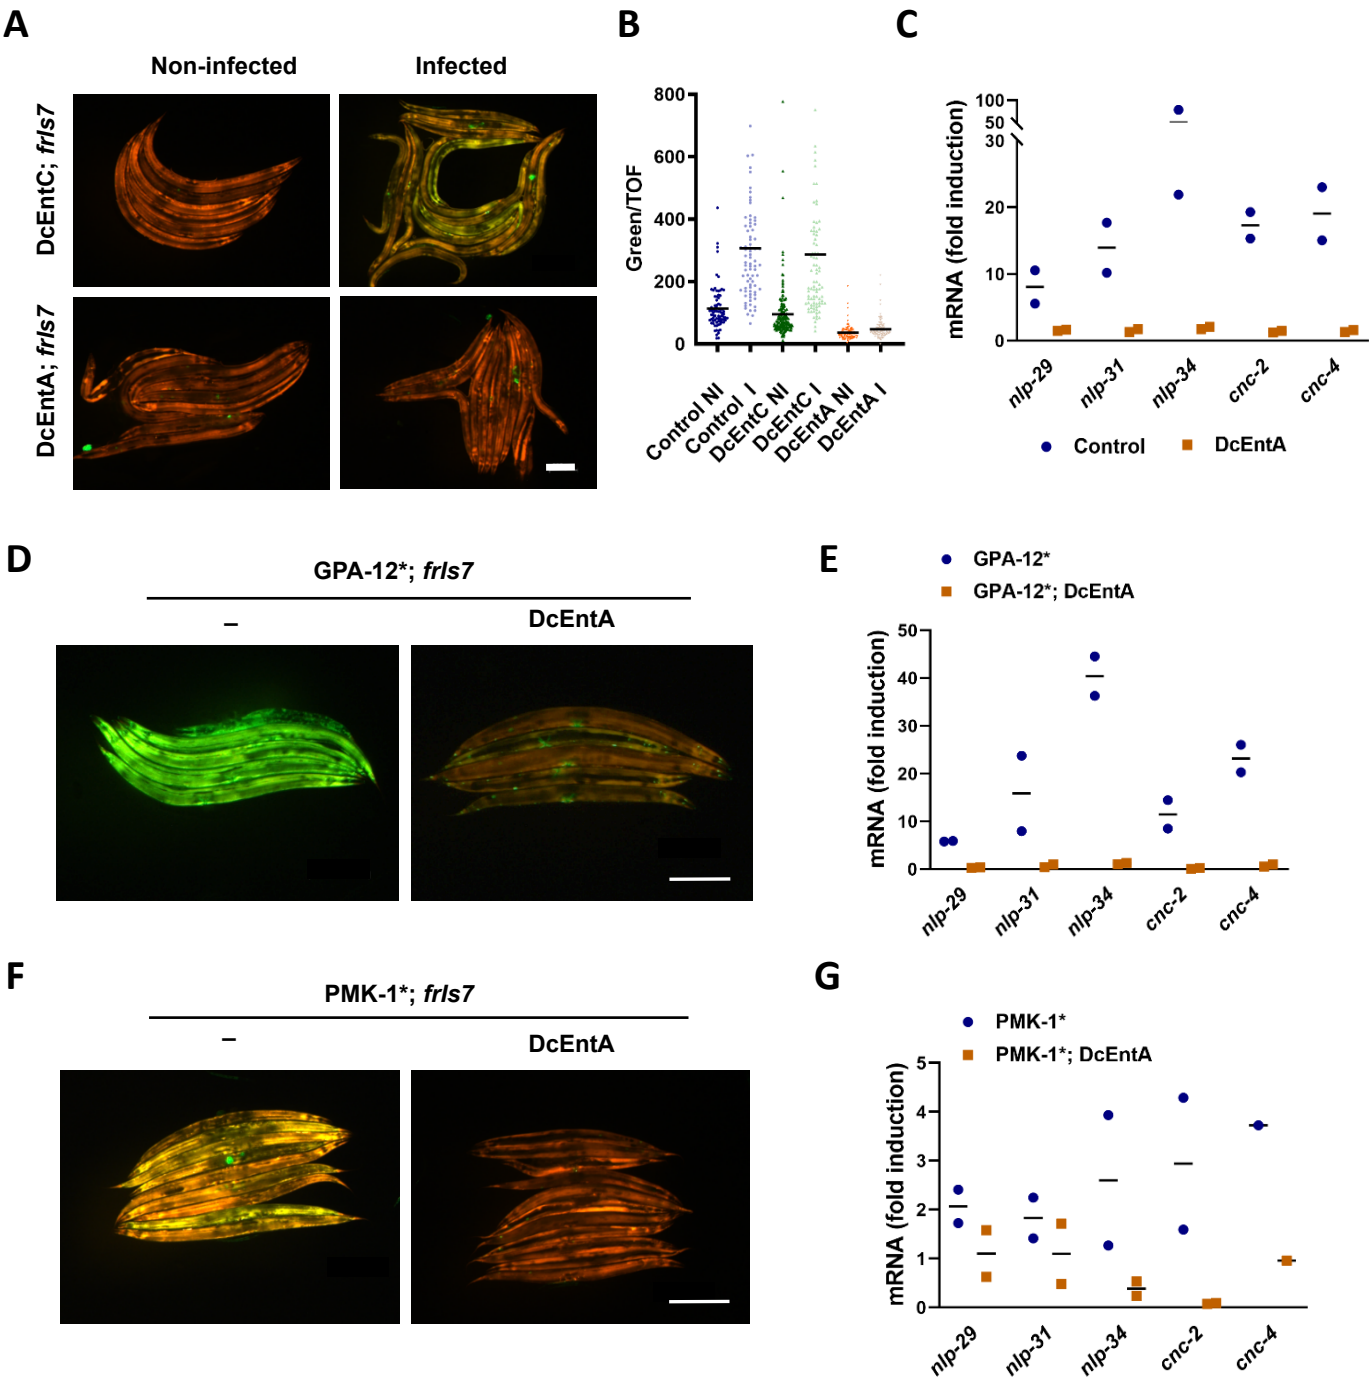 A
Non-infected
Infected
DcEntC; frIs7
DcEntA; frIs7
B
Green/TOF
800
600
400
200
0
Control NI
Control I
DcEntC NI
DcEntC I
DcEntA NI
DcEntA I
C
mRNA (fold induction)
100
50
30
20
10
0
nlp-29
nlp-31
nlp-34
cnc-2
cnc-4
Control
DcEntA
D
GPA-12*; frIs7
–
DcEntA
E
GPA-12*
GPA-12*; DcEntA
mRNA (fold induction)
50
40
30
20
10
0
nlp-29
nlp-31
nlp-34
cnc-2
cnc-4
F
PMK-1*; frIs7
–
DcEntA
G
PMK-1*
PMK-1*; DcEntA
mRNA (fold induction)
5
4
3
2
1
0
nlp-29
nlp-31
nlp-34
cnc-2
cnc-4